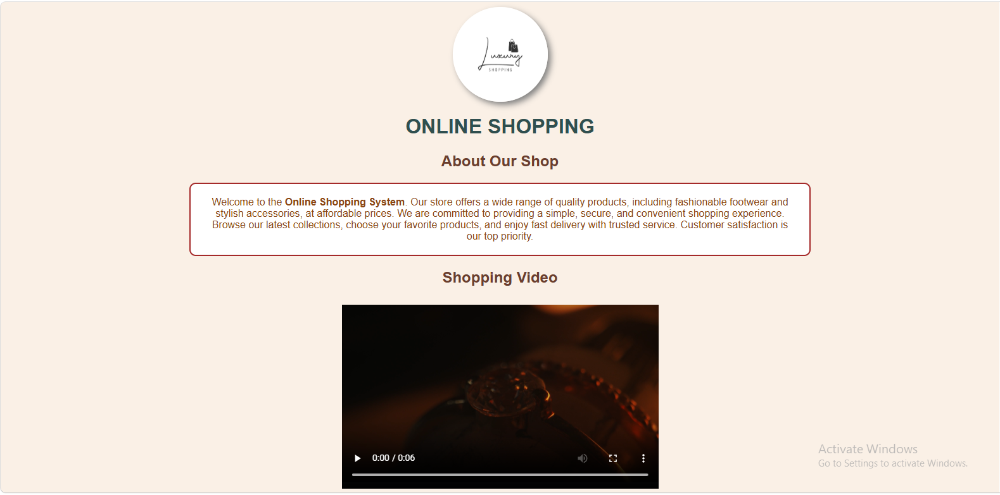 Luxury
SHOPPING
ONLINE SHOPPING
About Our Shop
Welcome to the Online Shopping System. Our store offers a wide range of quality products, including fashionable footwear and
stylish accessories, at affordable prices. We are committed to providing a simple, secure, and convenient shopping experience.
Browse our latest collections, choose your favorite products, and enjoy fast delivery with trusted service. Customer satisfaction is
our top priority.
Shopping Video
0:00 / 0:06
Activate Windows
Go to Settings to activate Windows.